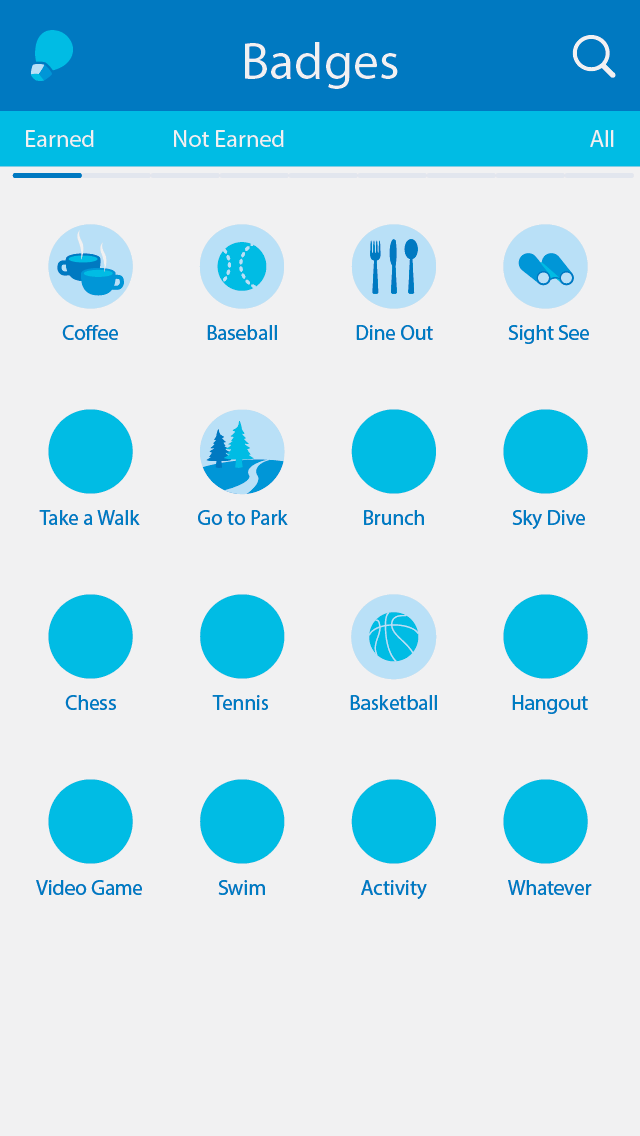 Badges
Earned Not Earned All
Coffee Baseball Dine Out Sight See
Take a Walk Go to Park Brunch Sky Dive
Chess Tennis Basketball Hangout
Video Game Swim Activity Whatever